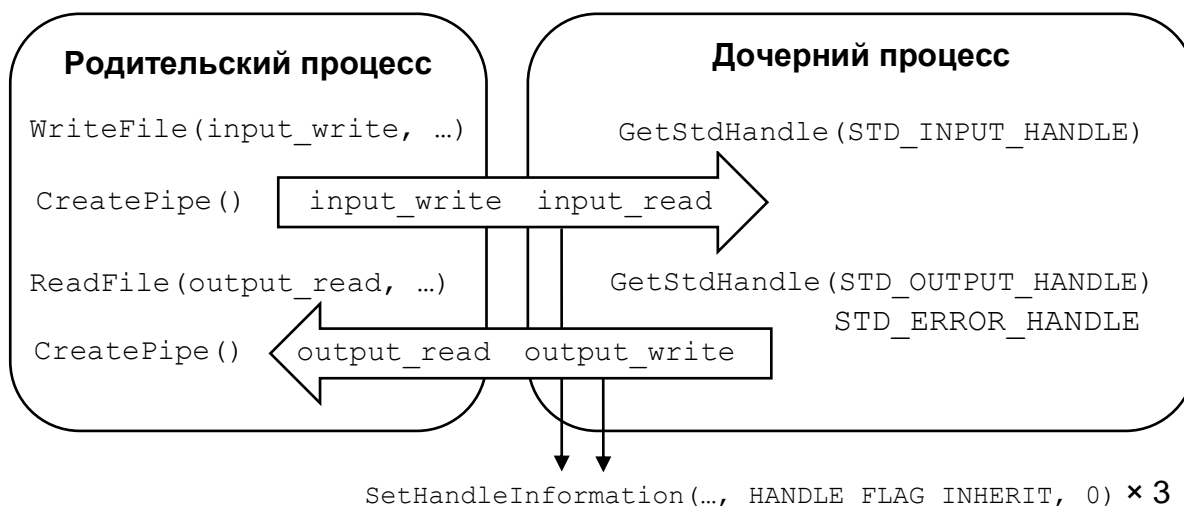 Родительский процесс
WriteFile(input_write, …)
CreatePipe()
input_write input_read
ReadFile(output_read, …)
CreatePipe()
output_read output_write
Дочерний процесс
GetStdHandle(STD_INPUT_HANDLE)
GetStdHandle(STD_OUTPUT_HANDLE)
STD_ERROR_HANDLE
SetHandleInformation(…, HANDLE_FLAG_INHERIT, 0) × 3